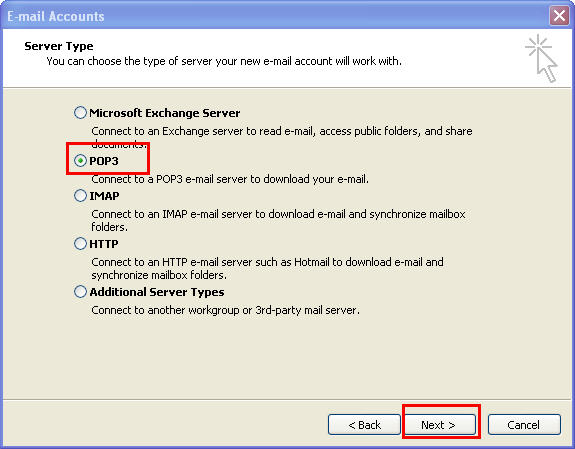 E-mail Accounts
Server Type
You can choose the type of server your new e-mail account will work with.
Microsoft Exchange Server
Connect to an Exchange server to read e-mail, access public folders, and share
documents.
POP3
Connect to a POP3 e-mail server to download your e-mail.
IMAP
Connect to an IMAP e-mail server to download e-mail and synchronize mailbox
folders.
HTTP
Connect to an HTTP e-mail server such as Hotmail to download e-mail and
synchronize mailbox folders.
Additional Server Types
Connect to another workgroup or 3rd-party mail server.
< Back Next > Cancel